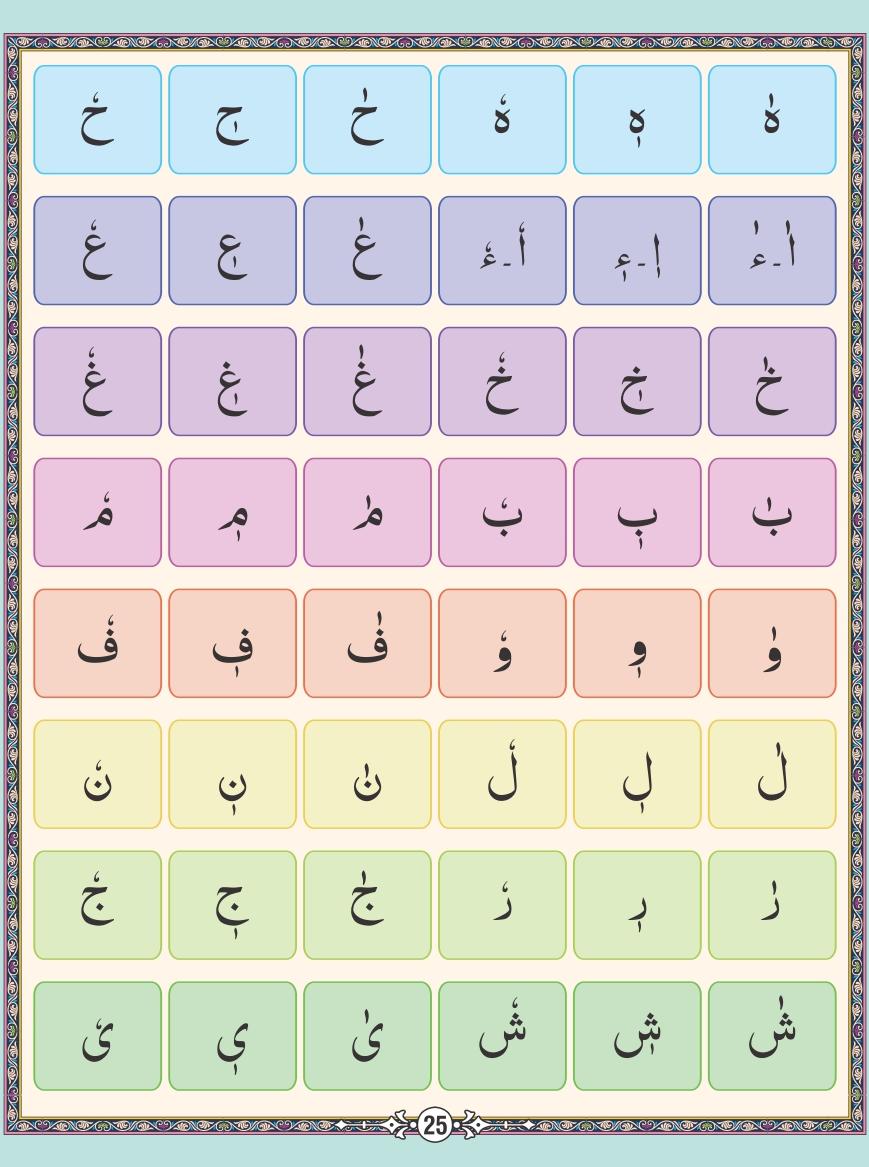 هٰ هٖ هٗ حٰ حٖ حٗ
اٰ - ءٰ اٖ - ءٖ اٗ - ءٗ عٰ عٖ عٗ
خٰ خٖ خٗ غٰ غٖ غٗ
بٰ بٖ بٗ مٰ مٖ مٗ
وٰ وٖ وٗ فٰ فٖ فٗ
لٰ لٖ لٗ نٰ نٖ نٗ
رٰ رٖ رٗ جٰ جٖ جٗ
شٰ شٖ شٗ یٰ یٖ یٗ
25